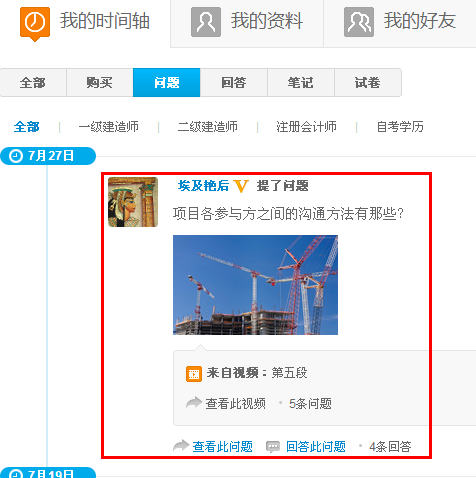 我的时间轴 我的资料 我的好友
全部 购买 问题 回答 笔记 试卷
全部 | 一级建造师 | 二级建造师 | 注册会计师 | 自考学历
7月27日
埃及艳后 V 提了问题
项目各参与方之间的沟通方法有那些?
来自视频：第五段
查看此视频 • 5条问题
查看此问题 回答此问题 • 4条回答
7月19日